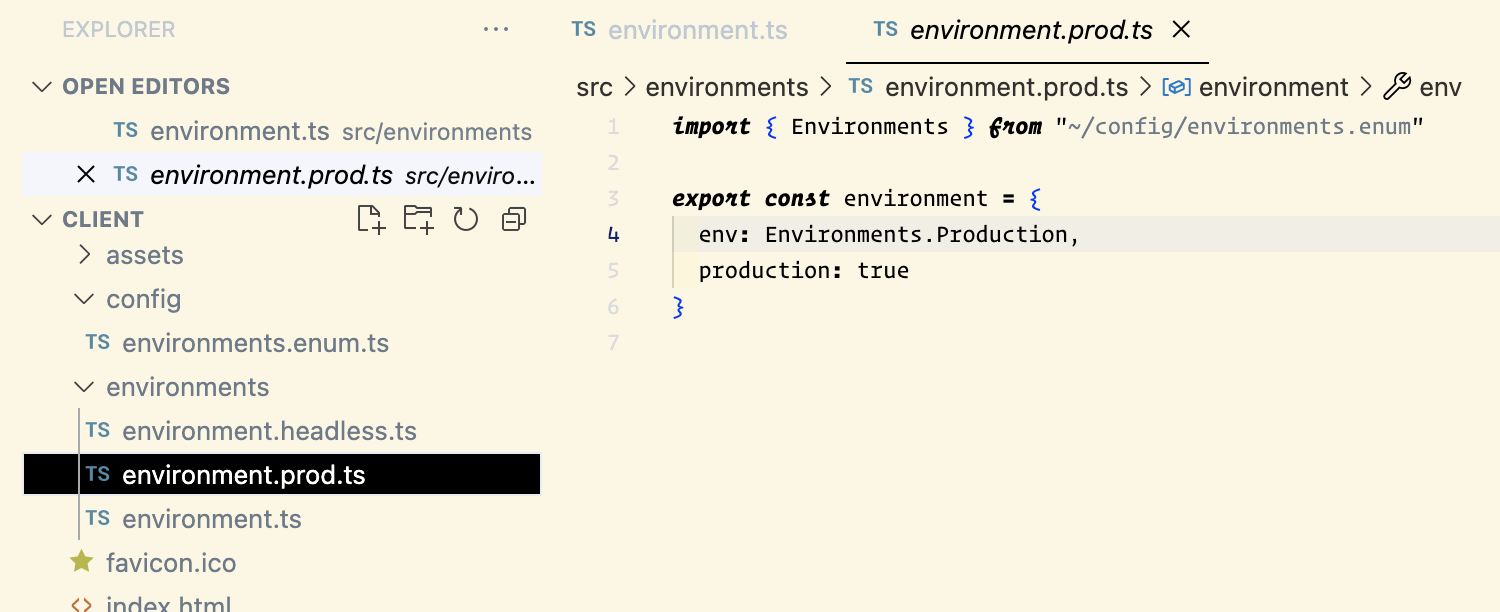 EXPLORER ...
OPEN EDITORS
TS environment.ts src/environments
TS environment.prod.ts src/enviro...
CLIENT
assets
config
TS environments.enum.ts
environments
TS environment.headless.ts
TS environment.prod.ts
TS environment.ts
favicon.ico
index.html
TS environment.ts TS environment.prod.ts
src > environments > TS environment.prod.ts > environment > env
1 import { Environments } from "~/config/environments.enum"
2
3 export const environment = {
4 env: Environments.Production,
5 production: true
6 }
7